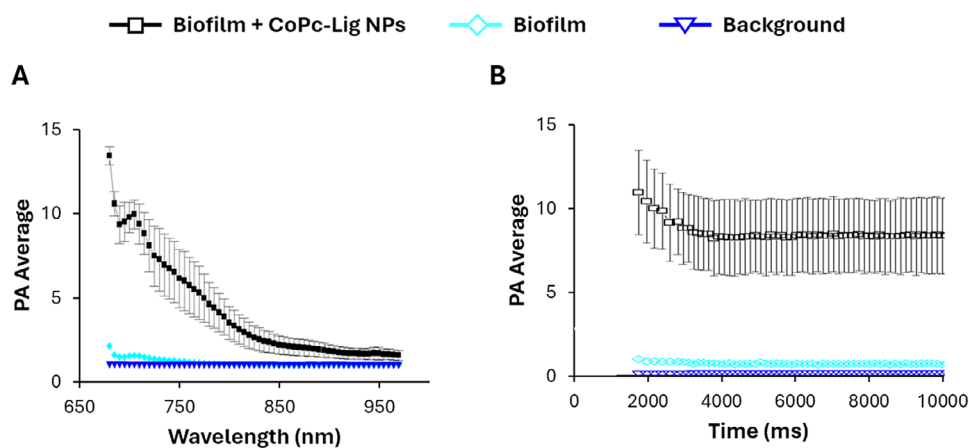 Biofilm + CoPc-Lig NPs Biofilm Background
A
15
10
5
0
PA Average
650 750 850 950
Wavelength (nm)
B
15
10
5
0
PA Average
0 2000 4000 6000 8000 10000
Time (ms)